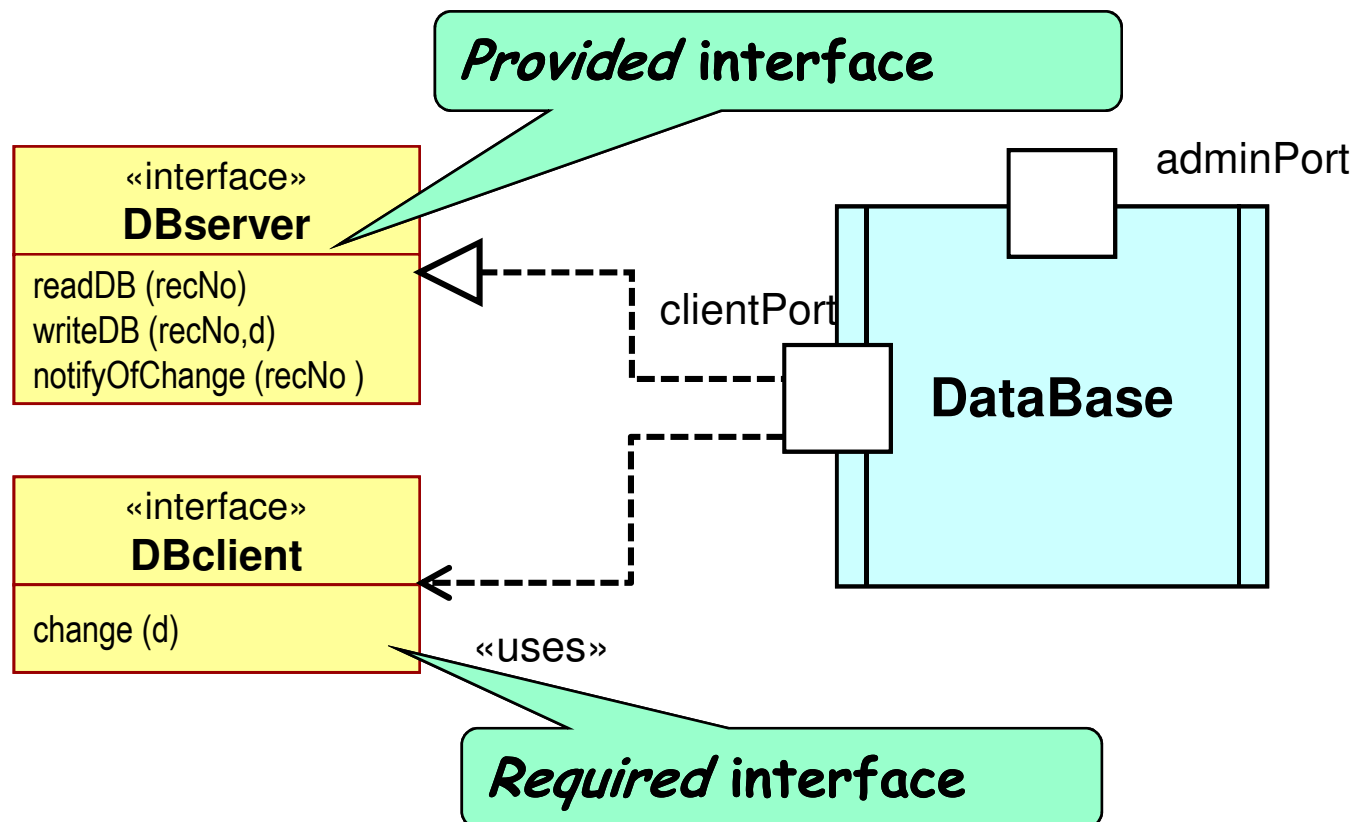 Provided interface
«interface»
DBserver
readDB (recNo)
writeDB (recNo,d)
notifyOfChange (recNo )
adminPort
clientPort
DataBase
«interface»
DBclient
change (d)
«uses»
Required interface